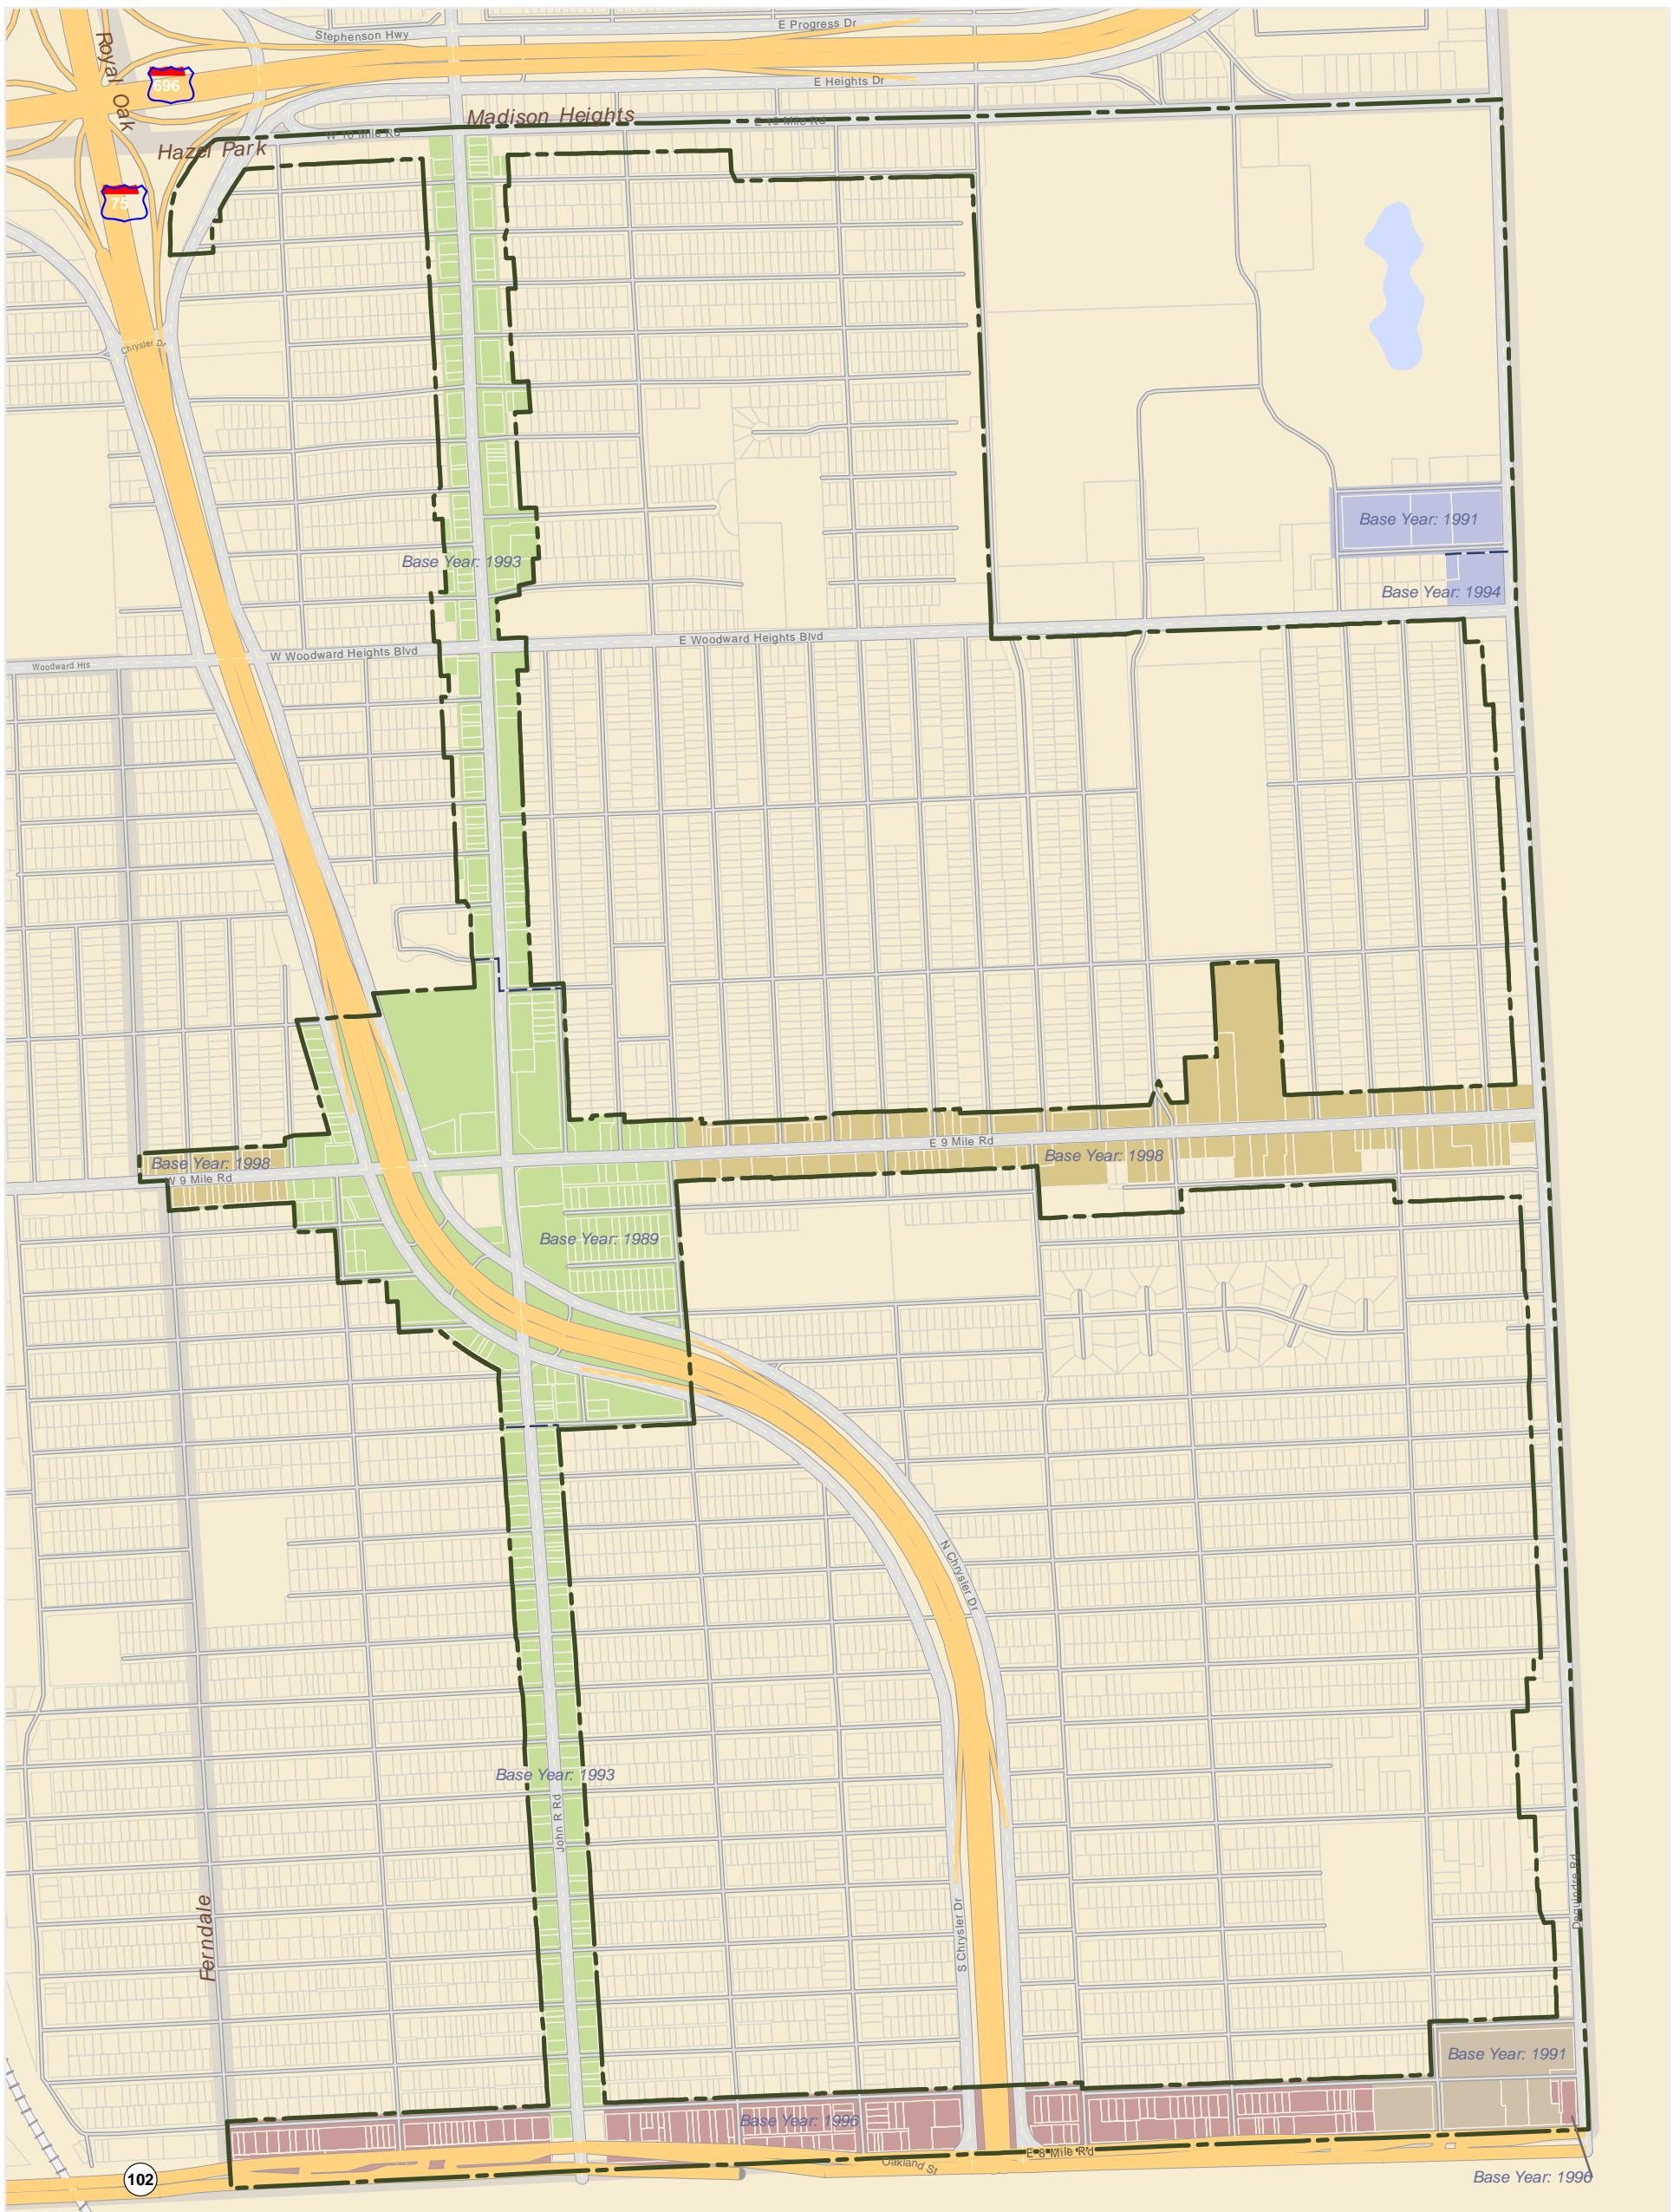 E Progress Dr
Stephenson Hwy
Royal Oak
696
E Heights Dr
Madison Heights
E 10 Mile Rd
W 10 Mile Rd
Hazel Park
75
Chrysler Dr
Base Year: 1991
Base Year: 1993
Base Year: 1994
E Woodward Heights Blvd
W Woodward Heights Blvd
Woodward Hts
E 9 Mile Rd
Base Year: 1998
Base Year: 1998
W 9 Mile Rd
Base Year: 1989
N Chrysler Dr
Base Year: 1993
John R Rd
Dequindre Rd
Ferndale
S Chrysler Dr
Base Year: 1991
Base Year: 1996
E 8 Mile Rd
Oakland St
102
Base Year: 1996